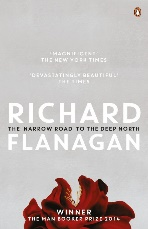 'MAGNIFICENT'
THE NEW YORK TIMES
'DEVASTATINGLY BEAUTIFUL'
THE TIMES
RICHARD
THE NARROW ROAD TO THE DEEP NORTH
FLANAGAN
WINNER
THE MAN BOOKER PRIZE 2014